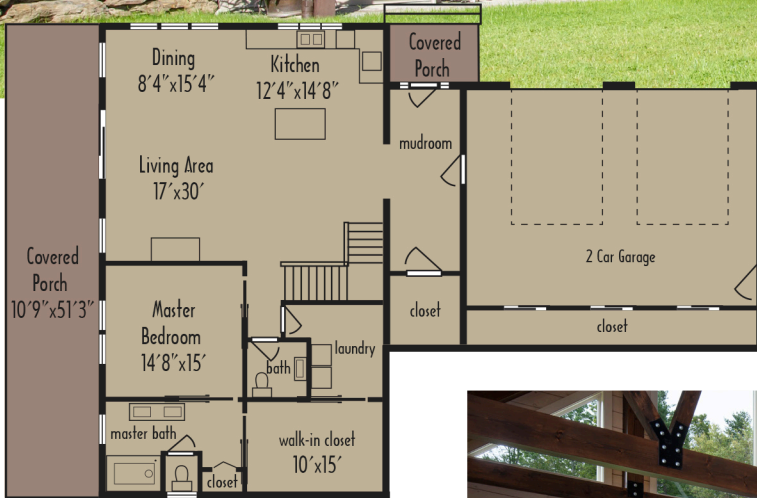 Dining
8'4"x15'4"
Kitchen
12'4"x14'8"
Covered
Porch
mudroom
Living Area
17'x30'
Covered
Porch
10'9"x51'3"
2 Car Garage
Master
Bedroom
14'8"x15'
closet
closet
bath
laundry
master bath
walk-in closet
10'x15'
closet